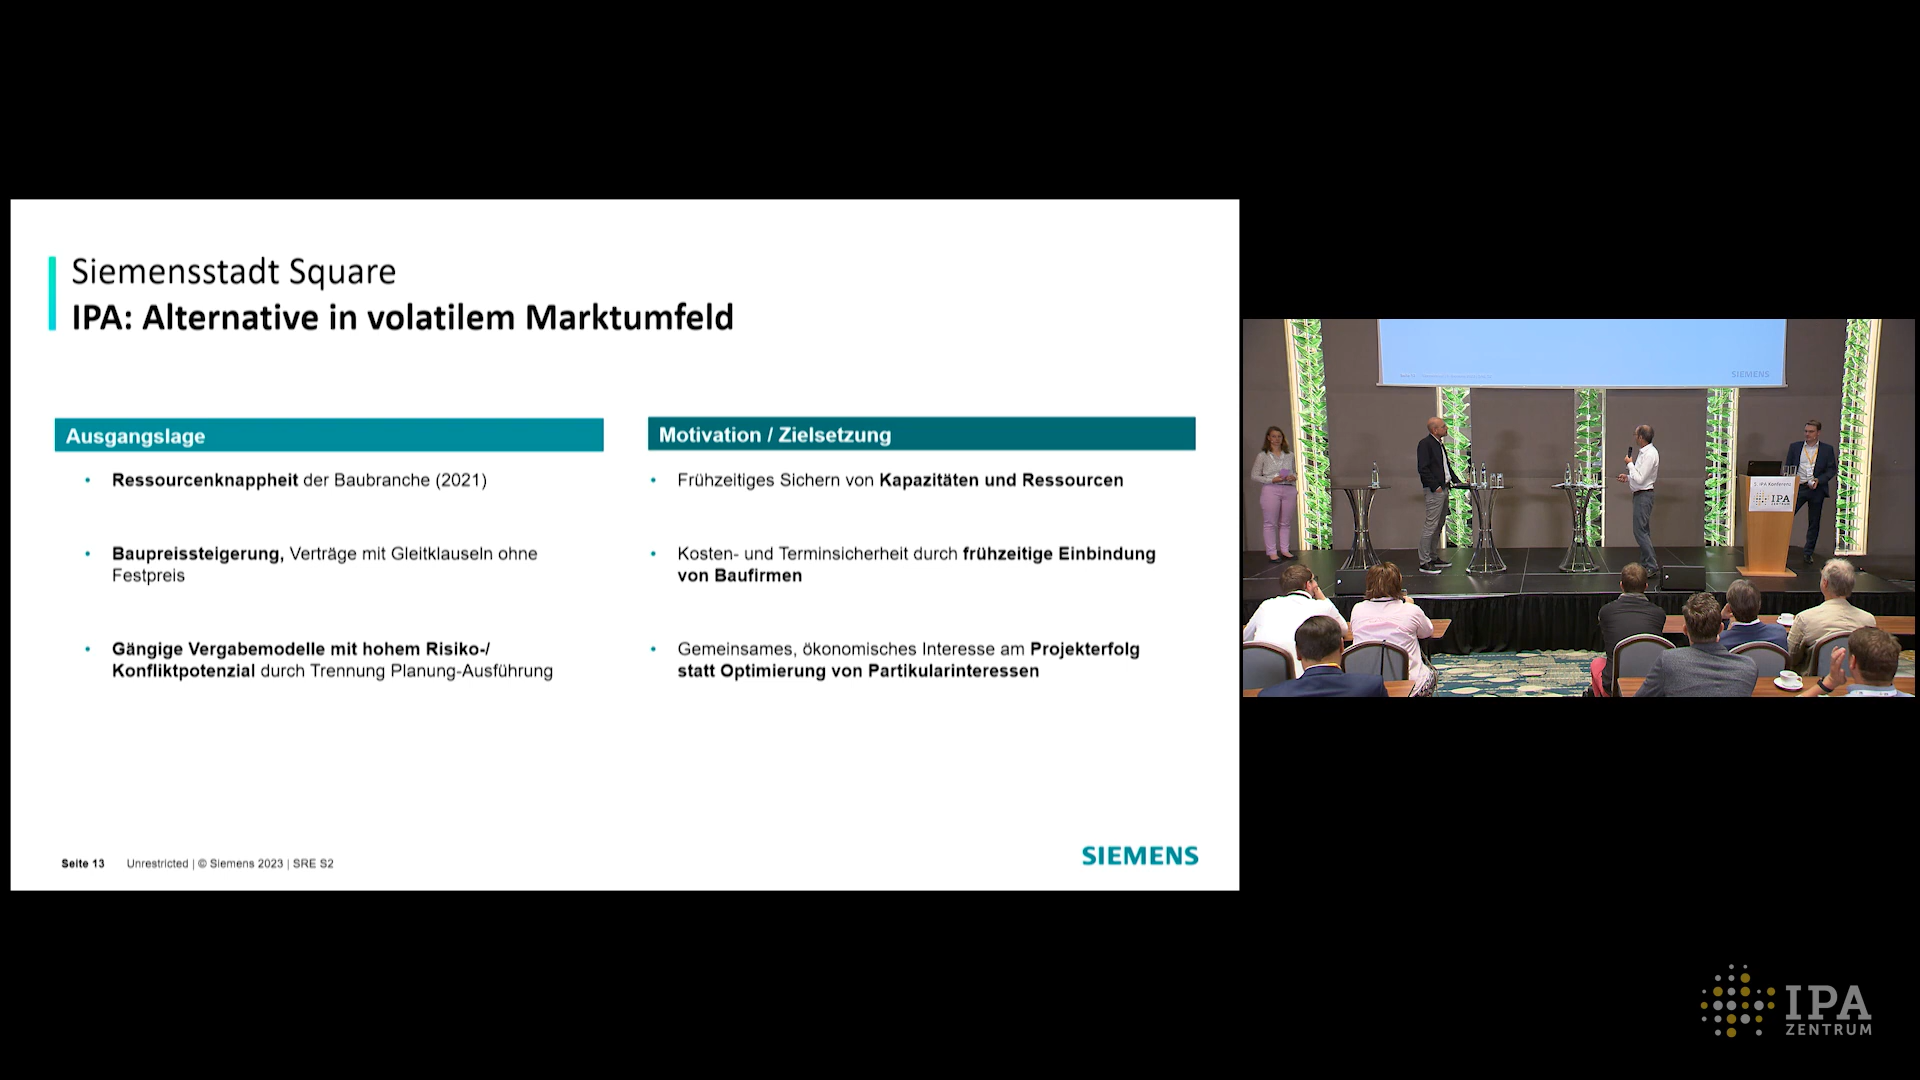 Siemensstadt Square
IPA: Alternative in volatilem Marktumfeld
Ausgangslage
• Ressourcenknappheit der Baubranche (2021)
• Baupreissteigerung, Verträge mit Gleitklauseln ohne
Festpreis
• Gängige Vergabemodelle mit hohem Risiko-/
Konfliktpotenzial durch Trennung Planung-Ausführung
Motivation / Zielsetzung
• Frühzeitiges Sichern von Kapazitäten und Ressourcen
• Kosten- und Terminsicherheit durch frühzeitige Einbindung
von Baufirmen
• Gemeinsames, ökonomisches Interesse am Projekterfolg
statt Optimierung von Partikularinteressen
Seite 13 Unrestricted | © Siemens 2023 | SRE S2
SIEMENS
SIEMENS
IPA Konferenz
IPA
ZENTRUM
IPA
ZENTRUM